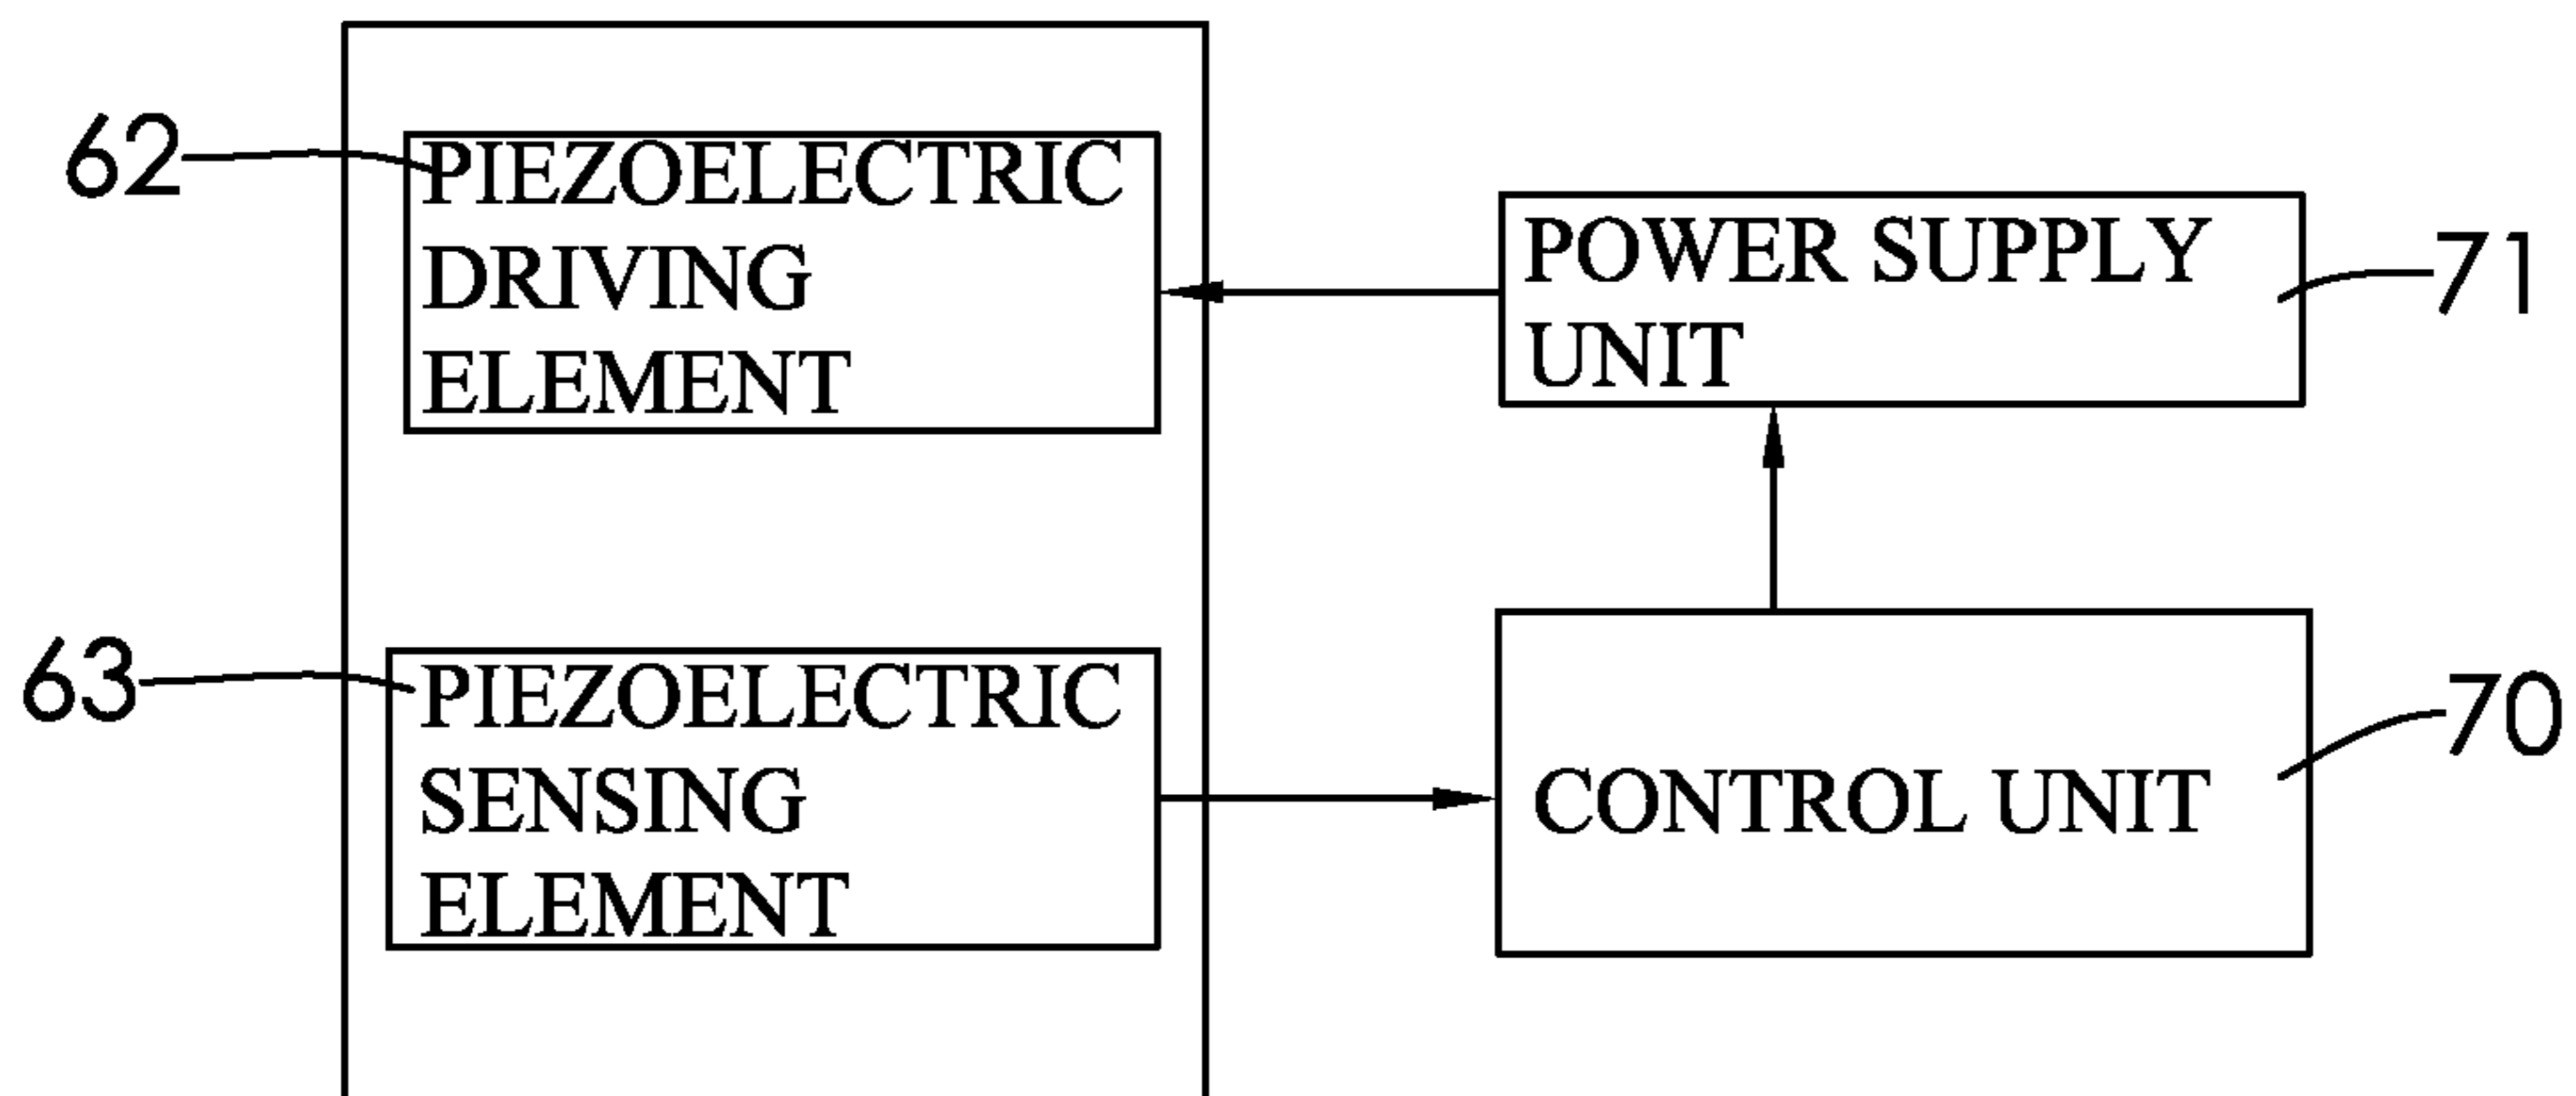 62
PIEZOELECTRIC
DRIVING
ELEMENT
POWER SUPPLY
UNIT
71
63
PIEZOELECTRIC
SENSING
ELEMENT
CONTROL UNIT
70